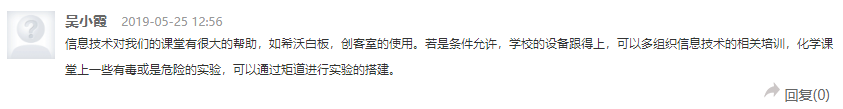 吴小霞 2019-05-25 12:56
信息技术对我们的课堂有很大的帮助，如希沃白板，创客室的使用。若是条件允许，学校的设备跟得上，可以多组织信息技术的相关培训，化学课
堂上一些有毒或是危险的实验，可以通过矩道进行实验的搭建。
回复(0)